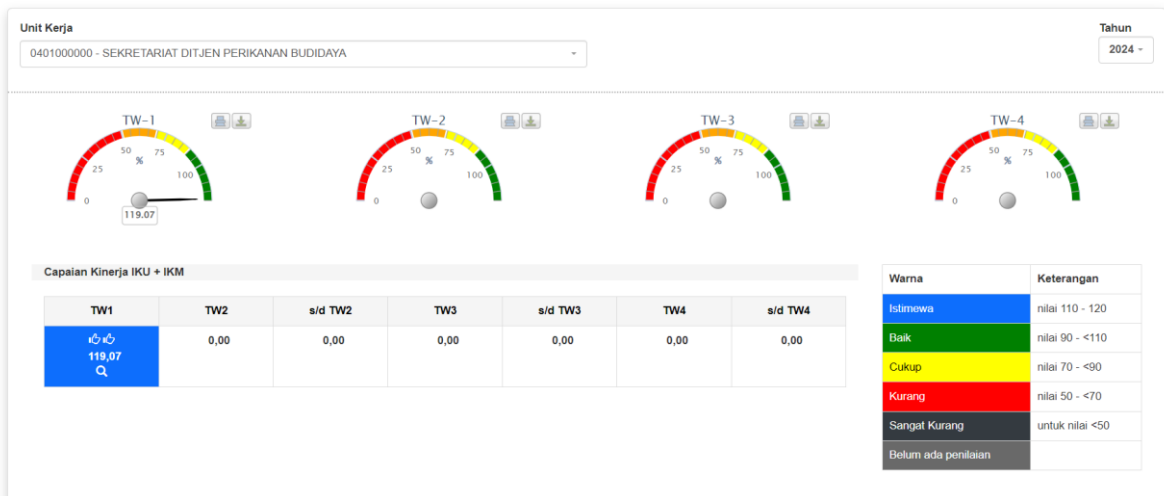 Unit Kerja
Tahun
0401000000 - SEKRETARIAT DITJEN PERIKANAN BUDIDAYA
2024
TW-1
0
25
50
75
100
%
119.07
TW-2
0
25
50
75
100
%
TW-3
0
25
50
75
100
%
TW-4
0
25
50
75
100
%
Capaian Kinerja IKU + IKM
TW1 TW2 s/d TW2 TW3 s/d TW3 TW4 s/d TW4
119,07 0,00 0,00 0,00 0,00 0,00 0,00
Warna Keterangan
Istimewa nilai 110 - 120
Baik nilai 90 - <110
Cukup nilai 70 - <90
Kurang nilai 50 - <70
Sangat Kurang untuk nilai <50
Belum ada penilaian